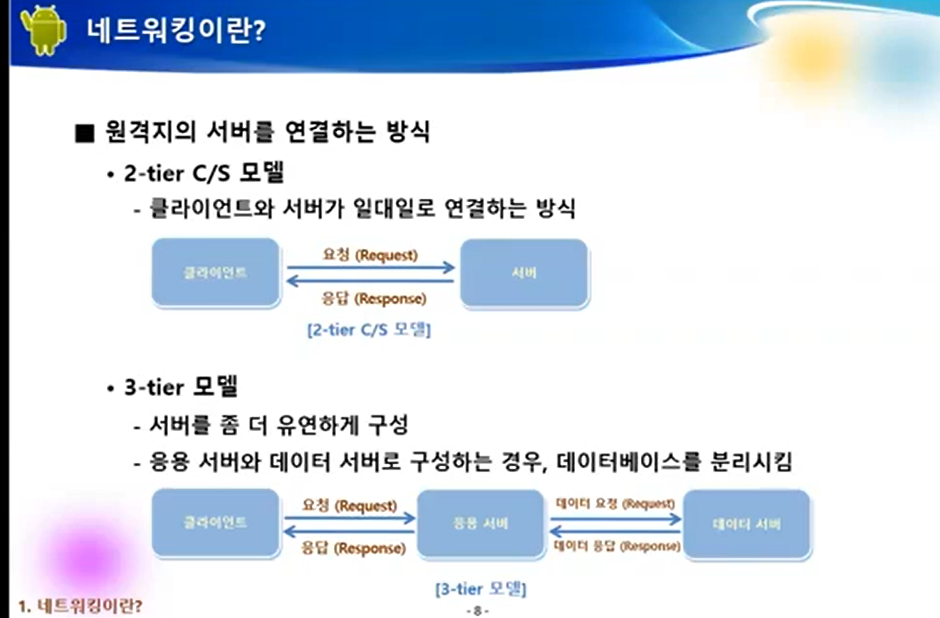 네트워킹이란?
■ 원격지의 서버를 연결하는 방식
• 2-tier C/S 모델
- 클라이언트와 서버가 일대일로 연결하는 방식
클라이언트
요청 (Request)
응답 (Response)
서버
[2-tier C/S 모델]
• 3-tier 모델
- 서버를 좀 더 유연하게 구성
- 응용 서버와 데이터 서버로 구성하는 경우, 데이터베이스를 분리시킴
클라이언트
요청 (Request)
응답 (Response)
응용 서버
데이터 요청 (Request)
데이터 응답 (Response)
데이터 서버
[3-tier 모델]
1. 네트워킹이란?
- 8 -